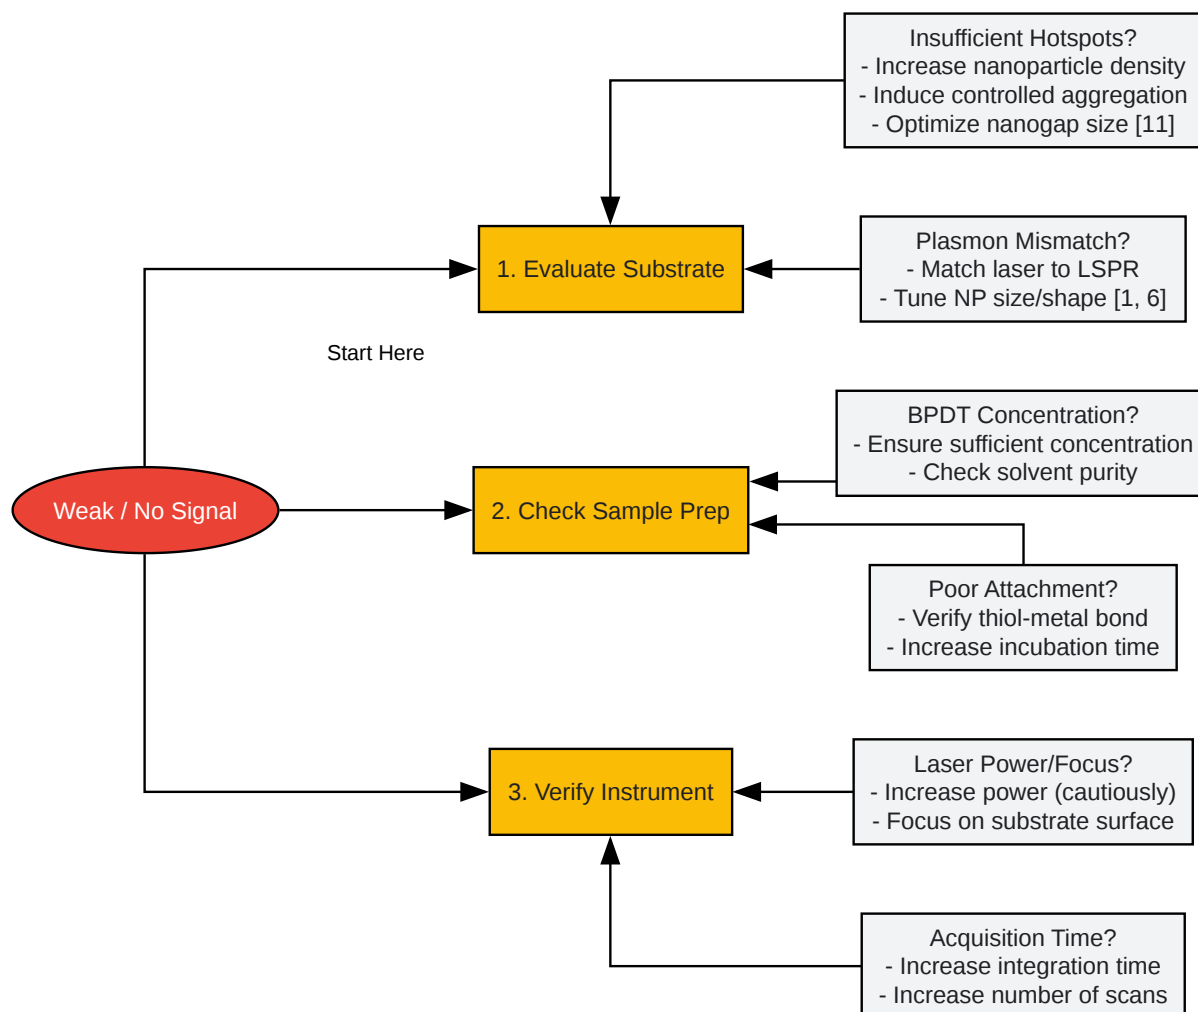 Insufficient Hotspots?
- Increase nanoparticle density
- Induce controlled aggregation
- Optimize nanogap size [11]
1. Evaluate Substrate
Plasmon Mismatch?
- Match laser to LSPR
- Tune NP size/shape [1, 6]
Start Here
BPDT Concentration?
- Ensure sufficient concentration
- Check solvent purity
Weak / No Signal
2. Check Sample Prep
Poor Attachment?
- Verify thiol-metal bond
- Increase incubation time
3. Verify Instrument
Laser Power/Focus?
- Increase power (cautiously)
- Focus on substrate surface
Acquisition Time?
- Increase integration time
- Increase number of scans